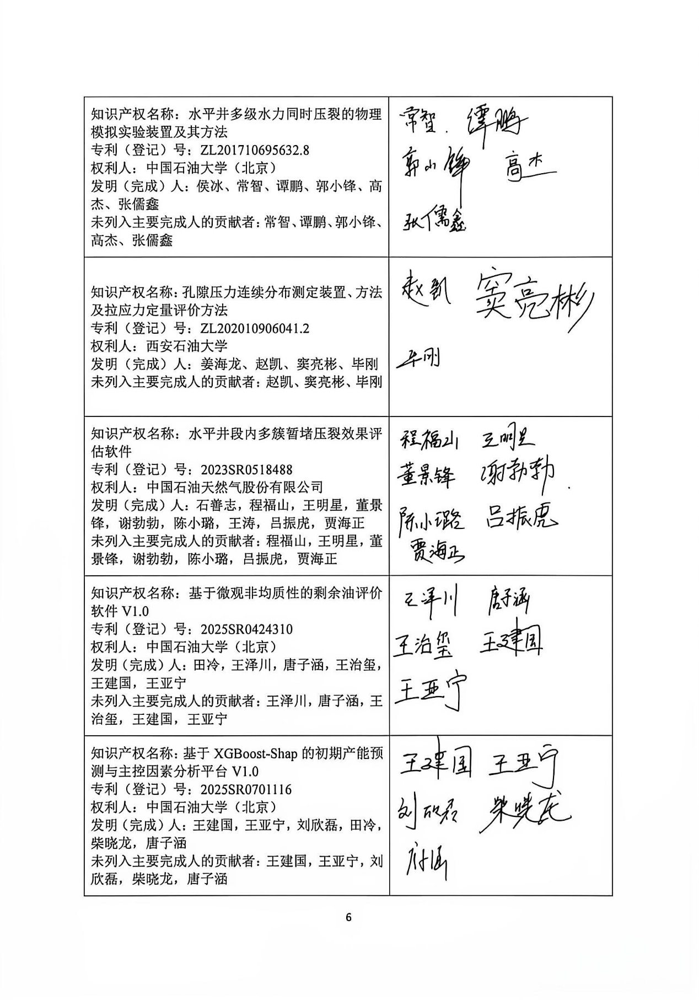 知识产权名称：水平井多级水力同时压裂的物理
模拟实验装置及其方法
专利（登记）号：ZL201710695632.8
权利人：中国石油大学（北京）
发明（完成）人：侯冰、常智、谭鹏、郭小锋、高
杰、张儒鑫
未列入主要完成人的贡献者：常智、谭鹏、郭小锋、
高杰、张儒鑫
常智. 谭鹏
郭小锋 高杰
张儒鑫
知识产权名称：孔隙压力连续分布测定装置、方法
及拉应力定量评价方法
专利（登记）号：ZL202010906041.2
权利人：西安石油大学
发明（完成）人：姜海龙、赵凯、窦亮彬、毕刚
未列入主要完成人的贡献者：赵凯、窦亮彬、毕刚
赵凯 窦亮彬
毕刚
知识产权名称：水平井段内多簇暂堵压裂效果评
估软件
专利（登记）号：2023SR0518488
权利人：中国石油天然气股份有限公司
发明（完成）人：石善志，程福山，王明星，董景
锋，谢勃勃，陈小璐，王涛，吕振虎，贾海正
未列入主要完成人的贡献者：程福山，王明星，董
景锋，谢勃勃，陈小璐，吕振虎，贾海正
程福山 王明星
董景锋 谢勃勃
陈小璐 吕振虎
贾海正
知识产权名称：基于微观非均质性的剩余油评价
软件 V1.0
专利（登记）号：2025SR0424310
权利人：中国石油大学（北京）
发明（完成）人：田冷，王泽川，唐子涵，王治玺，
王建国，王亚宁
未列入主要完成人的贡献者：王泽川，唐子涵，王
治玺，王建国，王亚宁
王泽川 唐子涵
王治玺 王建国
王亚宁
知识产权名称：基于 XGBoost-Shap 的初期产能预
测与主控因素分析平台 V1.0
专利（登记）号：2025SR0701116
权利人：中国石油大学（北京）
发明（完成）人：王建国，王亚宁，刘欣磊，田冷，
柴晓龙，唐子涵
未列入主要完成人的贡献者：王建国，王亚宁，刘
欣磊，柴晓龙，唐子涵
王建国 王亚宁
刘欣磊 柴晓龙
唐子涵
6